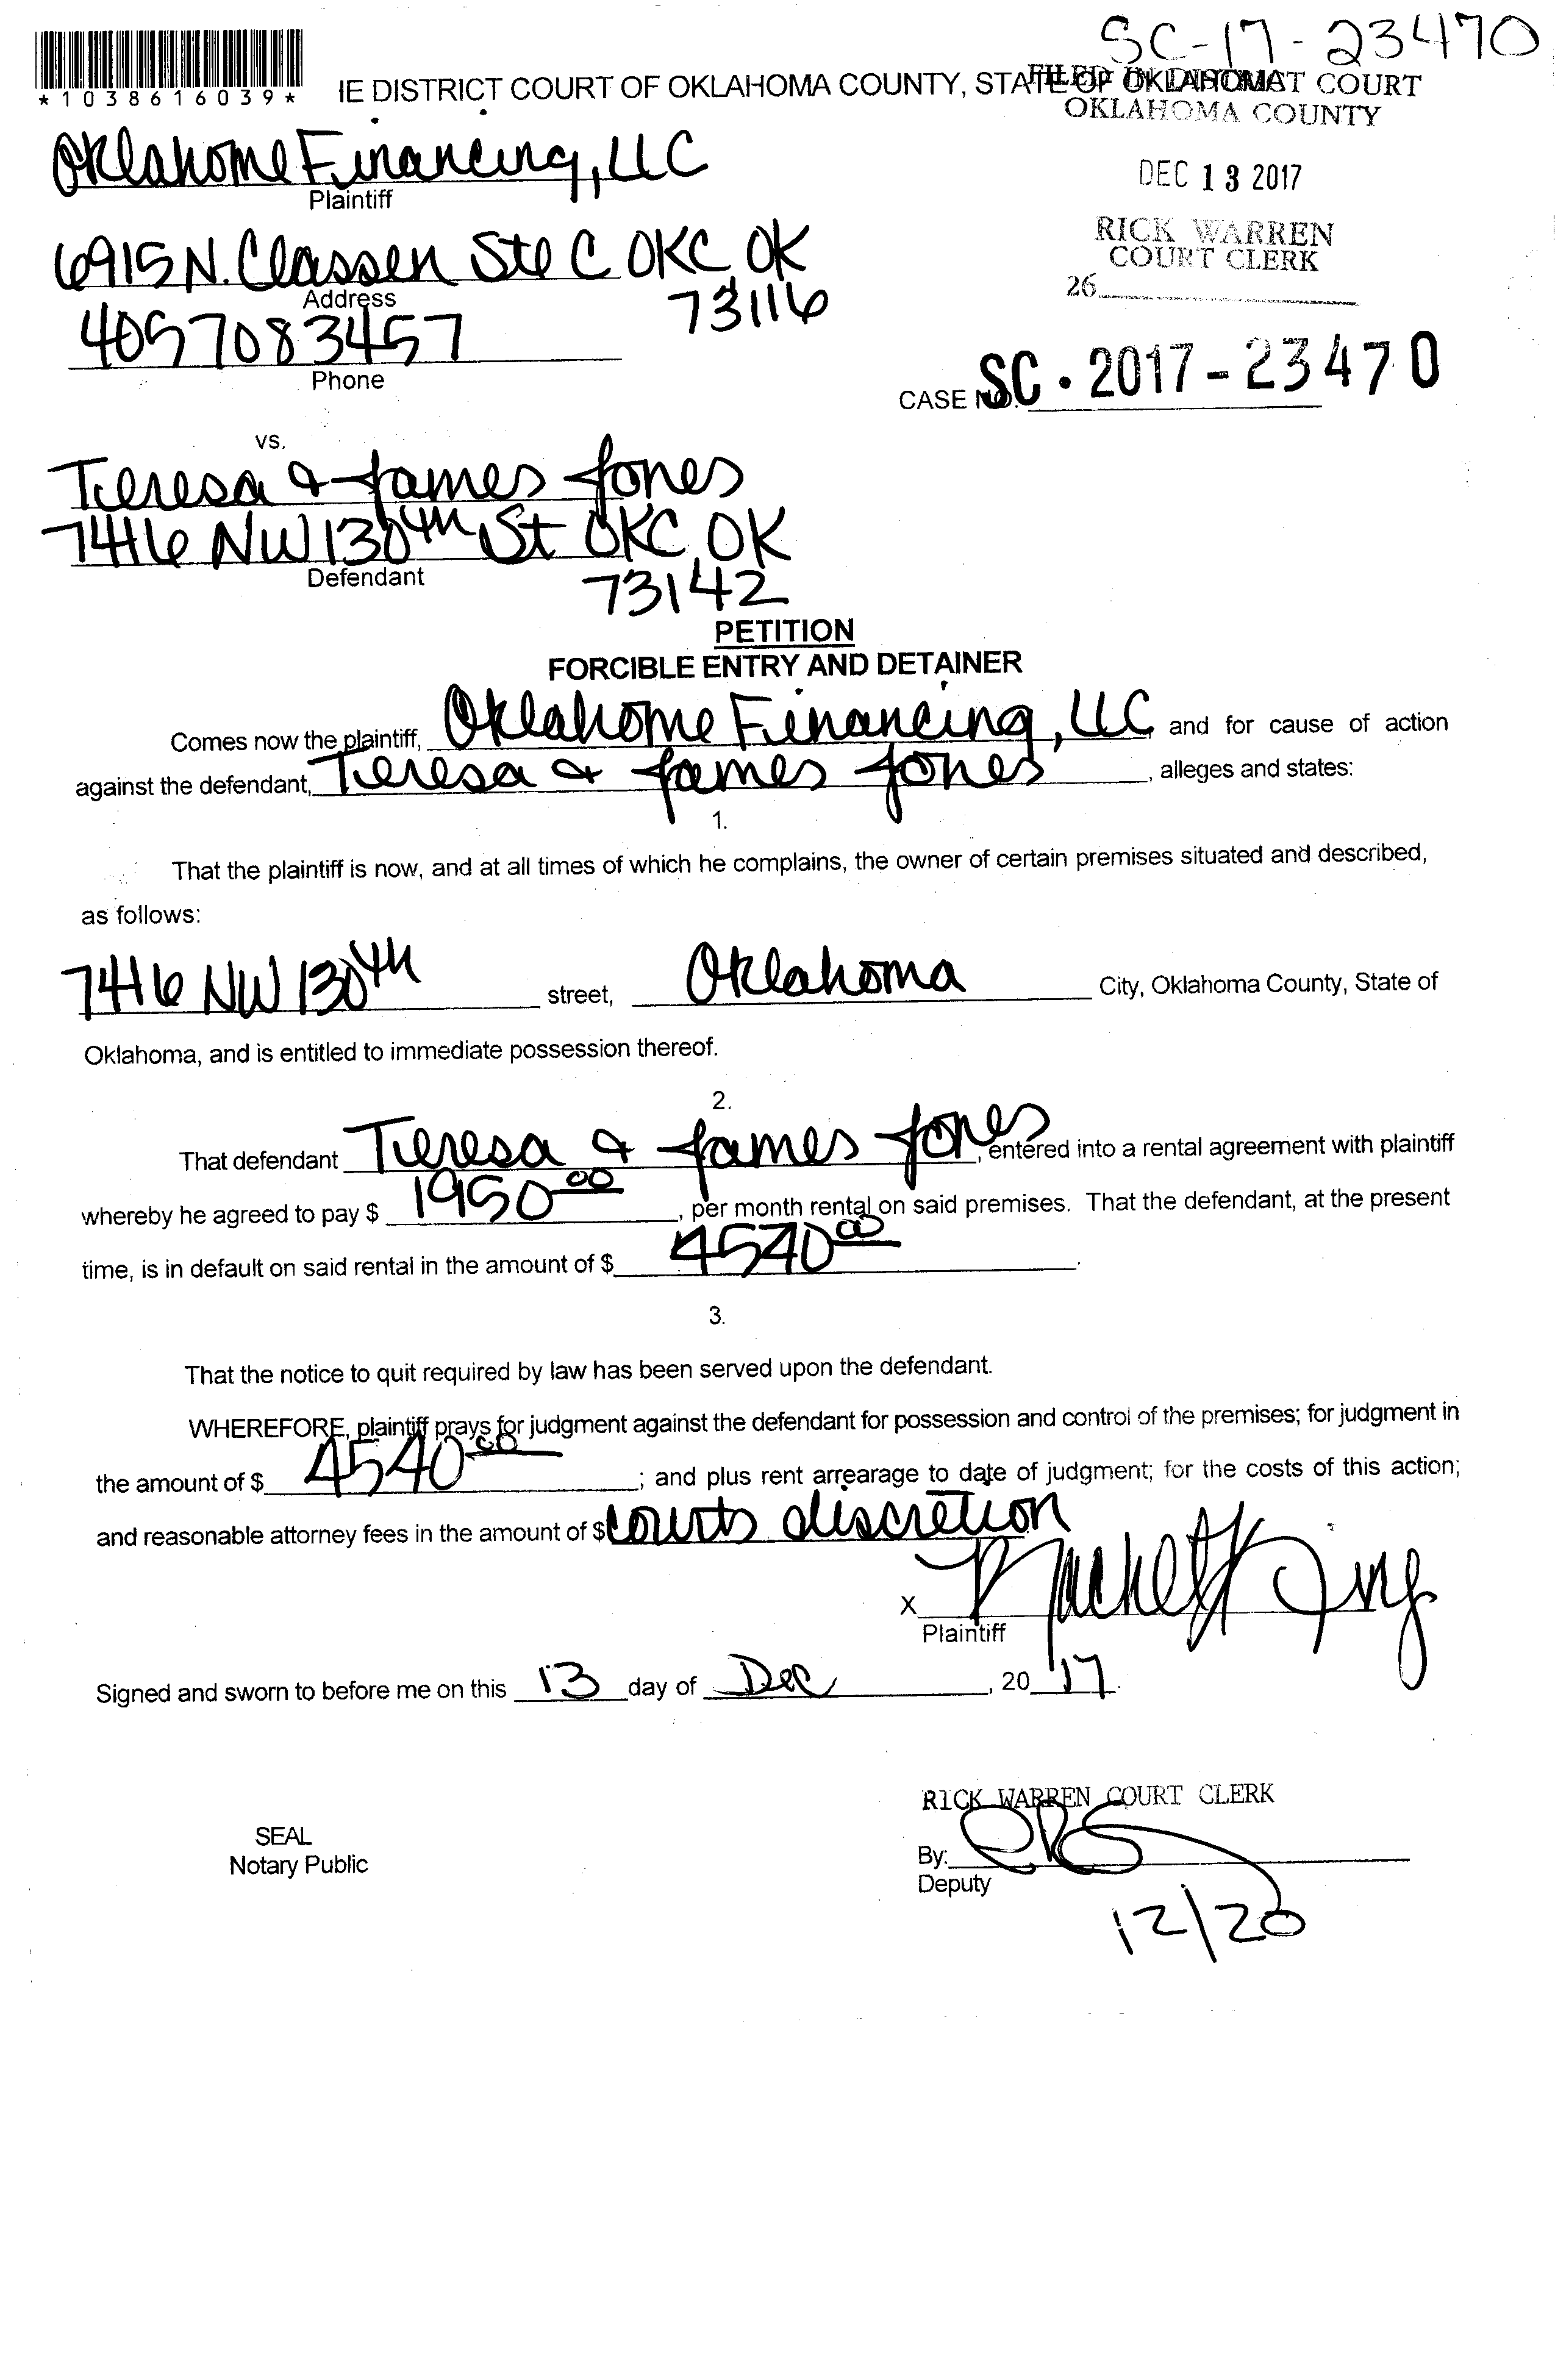 SC-17-23470
*1038616039*
IE DISTRICT COURT OF OKLAHOMA COUNTY, STATE OF OKLAHOMA
FILED IN DISTRICT COURT
OKLAHOMA COUNTY
Oklahome Financing, LLC
Plaintiff
DEC 13 2017
RICK WARREN
COURT CLERK
26
6915 N. Classen Ste C OKC, OK
Address
73116
4057083457
Phone
CASE NO. SC-2017-23470
vs.
Teresa & James Jones
7416 NW 130th St OKC, OK
Defendant
73142
PETITION
FORCIBLE ENTRY AND DETAINER
Comes now the plaintiff, Oklahome Financing, LLC and for cause of action
against the defendant, Teresa & James Jones, alleges and states:
1.
That the plaintiff is now, and at all times of which he complains, the owner of certain premises situated and described,
as follows:
7416 NW 130th street, Oklahoma City, Oklahoma County, State of
Oklahoma, and is entitled to immediate possession thereof.
2.
That defendant Teresa & James Jones, entered into a rental agreement with plaintiff
whereby he agreed to pay $ 1950.00, per month rental on said premises. That the defendant, at the present
time, is in default on said rental in the amount of $ 4540.00.
3.
That the notice to quit required by law has been served upon the defendant.
WHEREFORE, plaintiff prays for judgment against the defendant for possession and control of the premises; for judgment in
the amount of $ 4540.00; and plus rent arrearage to date of judgment; for the costs of this action;
and reasonable attorney fees in the amount of $ courts discretion
X
Plaintiff
Signed and sworn to before me on this 13 day of Dec, 20 17.
RICK WARREN COURT CLERK
SEAL
Notary Public
By:
Deputy
12/20